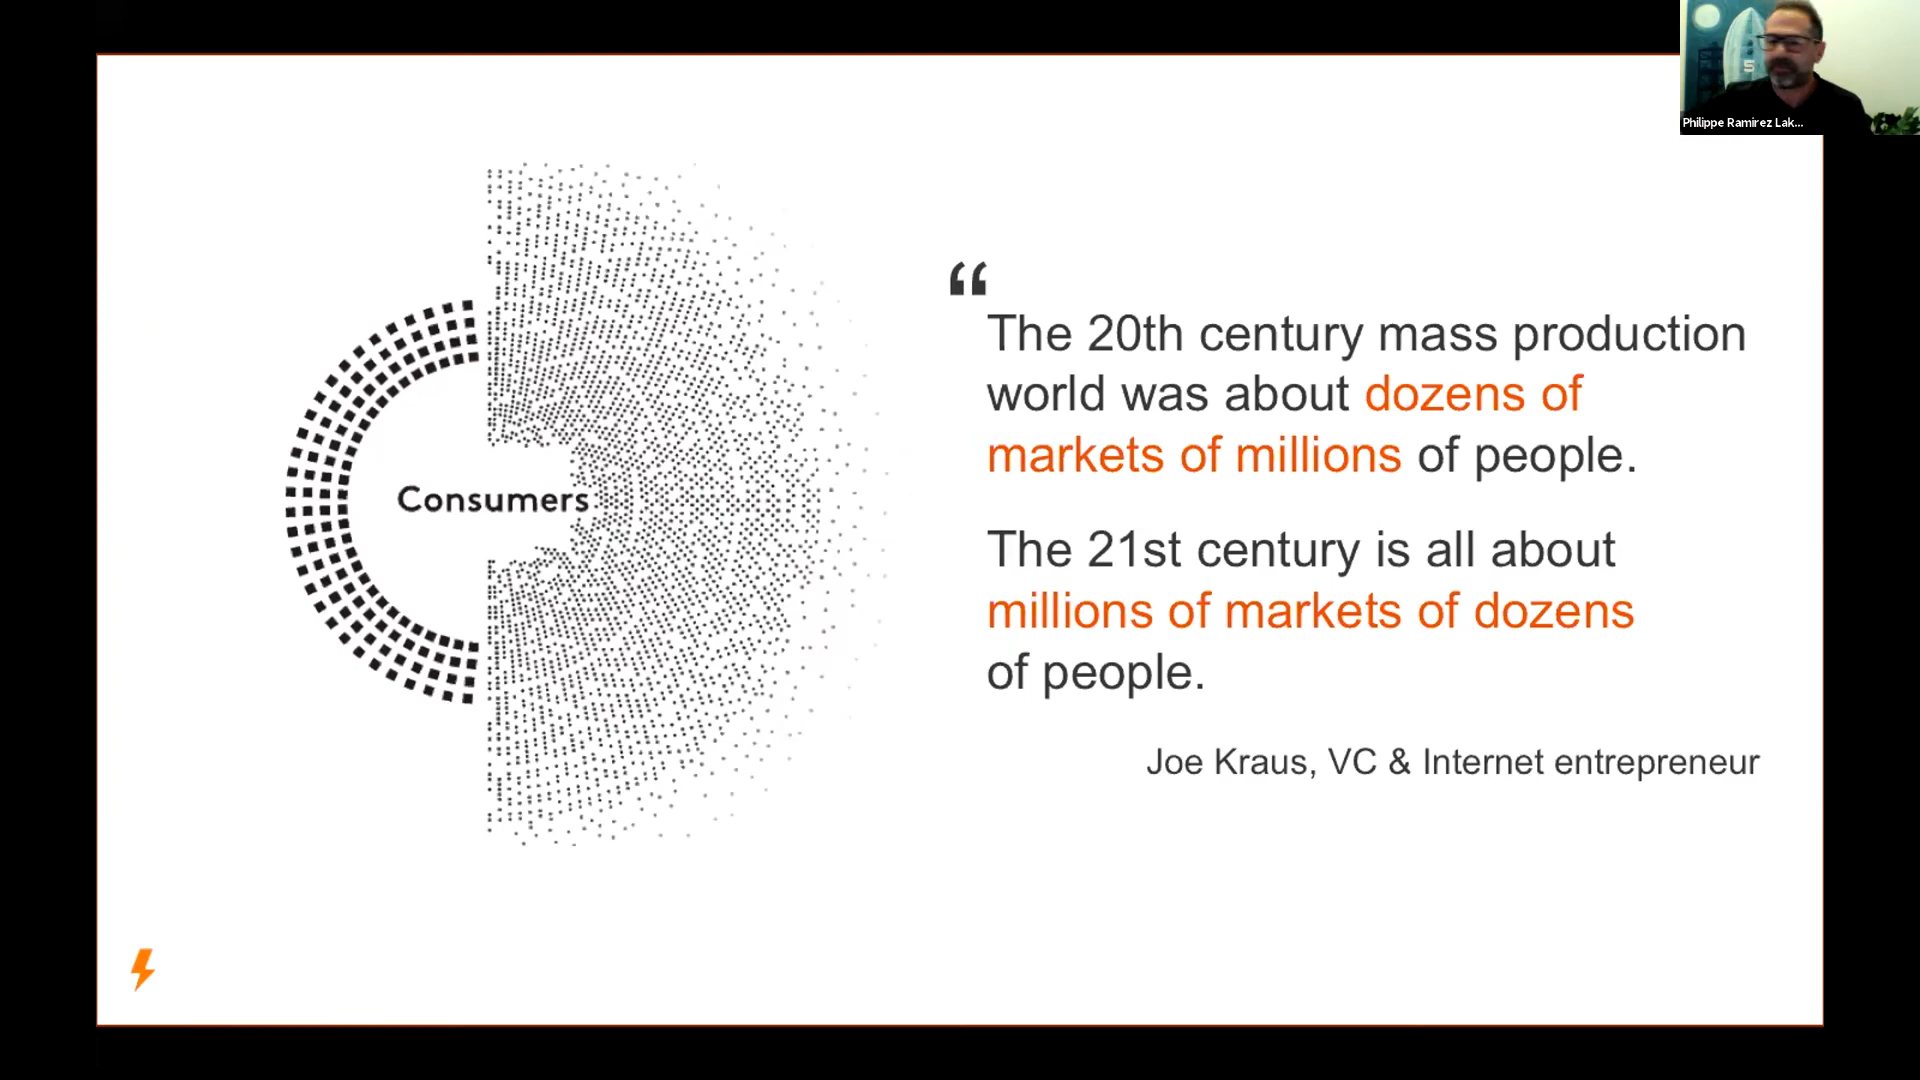 Philippe Ramirez Lak...
Consumers
“
The 20th century mass production
world was about dozens of
markets of millions of people.
The 21st century is all about
millions of markets of dozens
of people.
Joe Kraus, VC & Internet entrepreneur